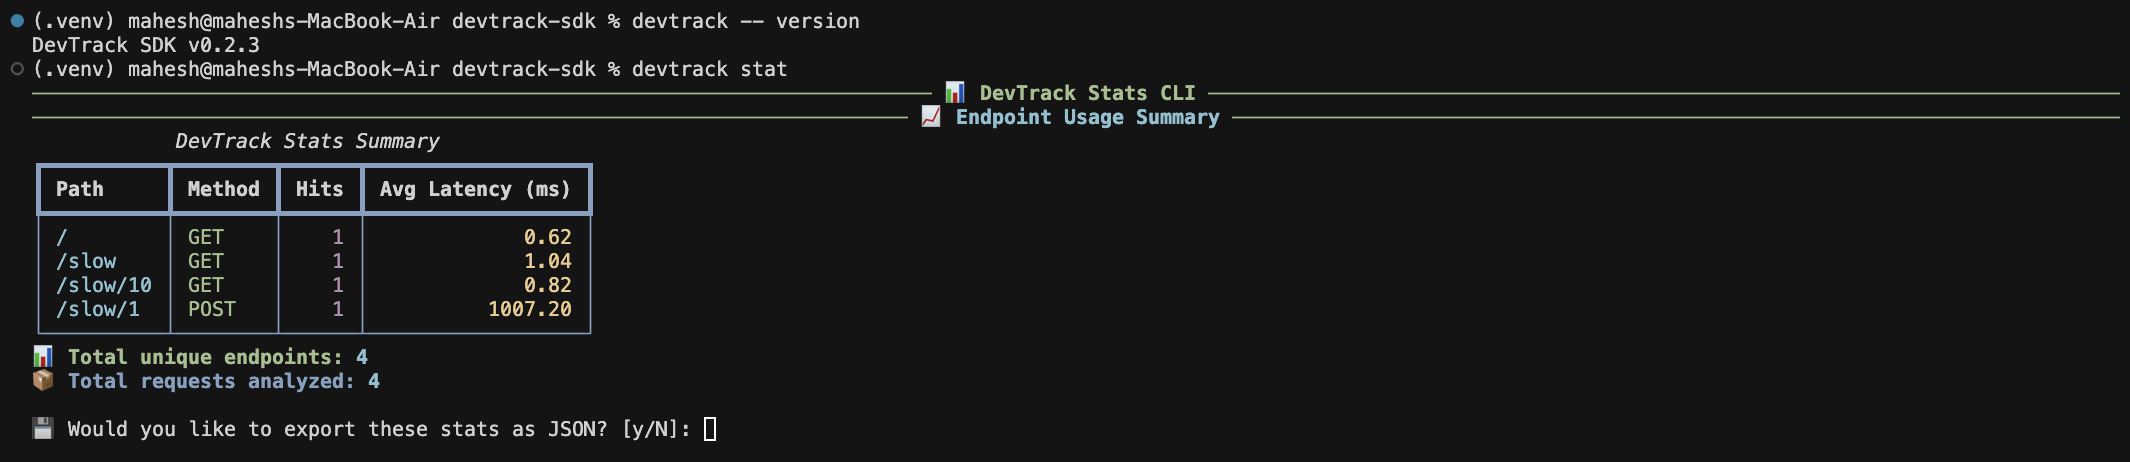 (.venv) mahesh@maheshs-MacBook-Air devtrack-sdk % devtrack -- version
DevTrack SDK v0.2.3
(.venv) mahesh@maheshs-MacBook-Air devtrack-sdk % devtrack stat
📊 DevTrack Stats CLI
📈 Endpoint Usage Summary
DevTrack Stats Summary
Path Method Hits Avg Latency (ms)
/ GET 1 0.62
/slow GET 1 1.04
/slow/10 GET 1 0.82
/slow/1 POST 1 1007.20
📊 Total unique endpoints: 4
📦 Total requests analyzed: 4
💾 Would you like to export these stats as JSON? [y/N]: